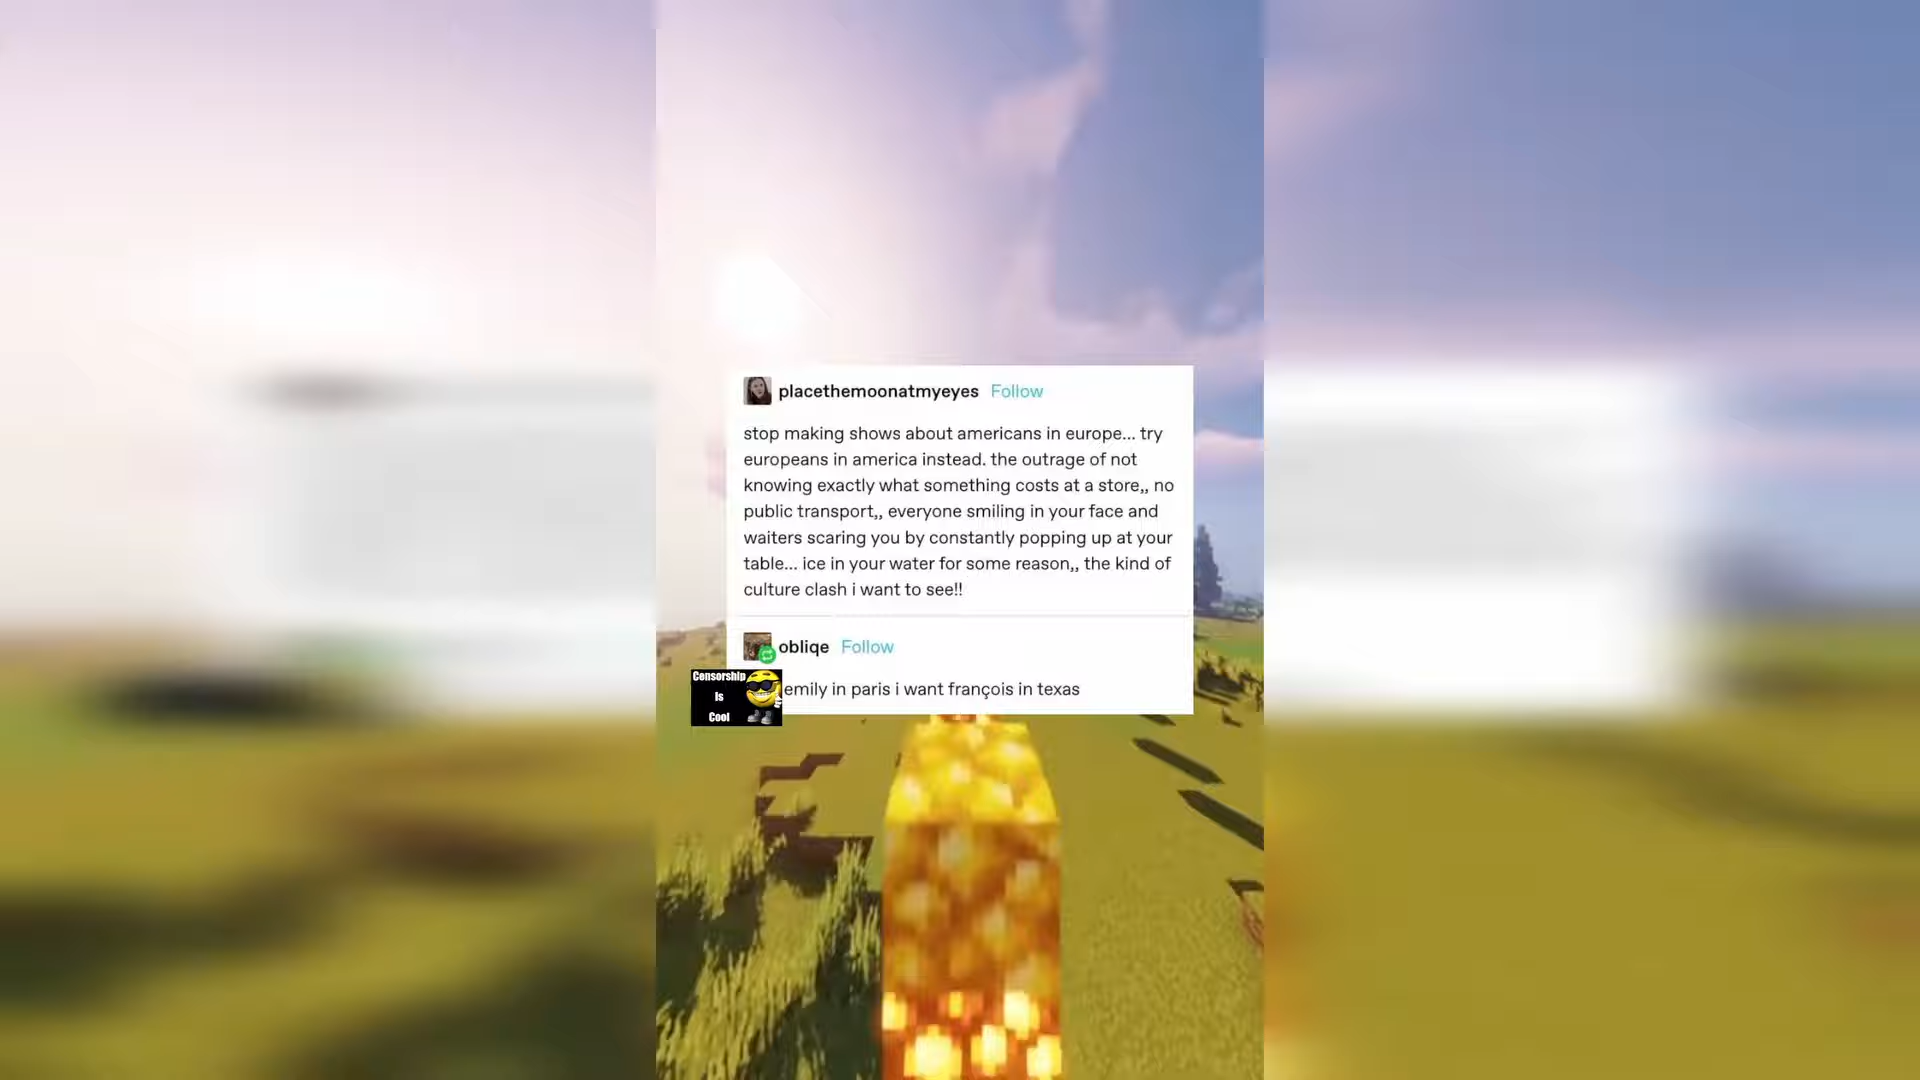 placethemoonatmyeyes Follow
stop making shows about americans in europe... try
europeans in america instead. the outrage of not
knowing exactly what something costs at a store,, no
public transport,, everyone smiling in your face and
waiters scaring you by constantly popping up at your
table... ice in your water for some reason,, the kind of
culture clash i want to see!!
obliqe Follow
Censorship
Is
Cool
emily in paris i want françois in texas